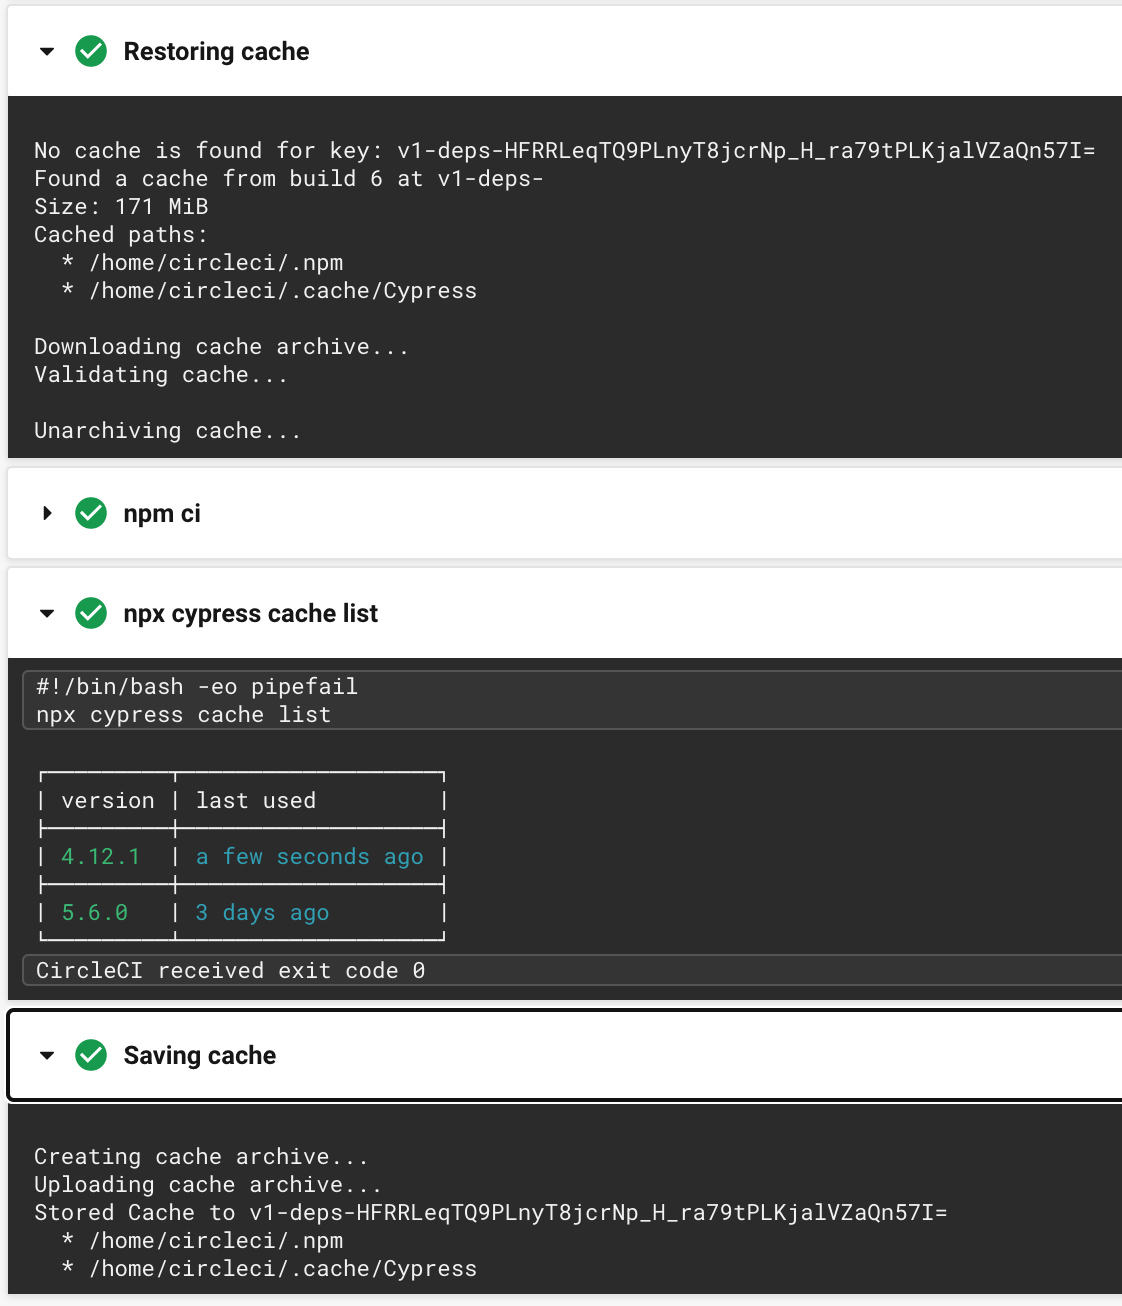 Restoring cache
No cache is found for key: v1-deps-HFRRLeqTQ9PLnyT8jcrNp_H_ra79tPLKjalVZaQn57I=
Found a cache from build 6 at v1-deps-
Size: 171 MiB
Cached paths:
  * /home/circleci/.npm
  * /home/circleci/.cache/Cypress
Downloading cache archive...
Validating cache...
Unarchiving cache...
npm ci
npx cypress cache list
#!/bin/bash -eo pipefail
npx cypress cache list
version | last used
4.12.1 | a few seconds ago
5.6.0 | 3 days ago
CircleCI received exit code 0
Saving cache
Creating cache archive...
Uploading cache archive...
Stored Cache to v1-deps-HFRRLeqTQ9PLnyT8jcrNp_H_ra79tPLKjalVZaQn57I=
  * /home/circleci/.npm
  * /home/circleci/.cache/Cypress